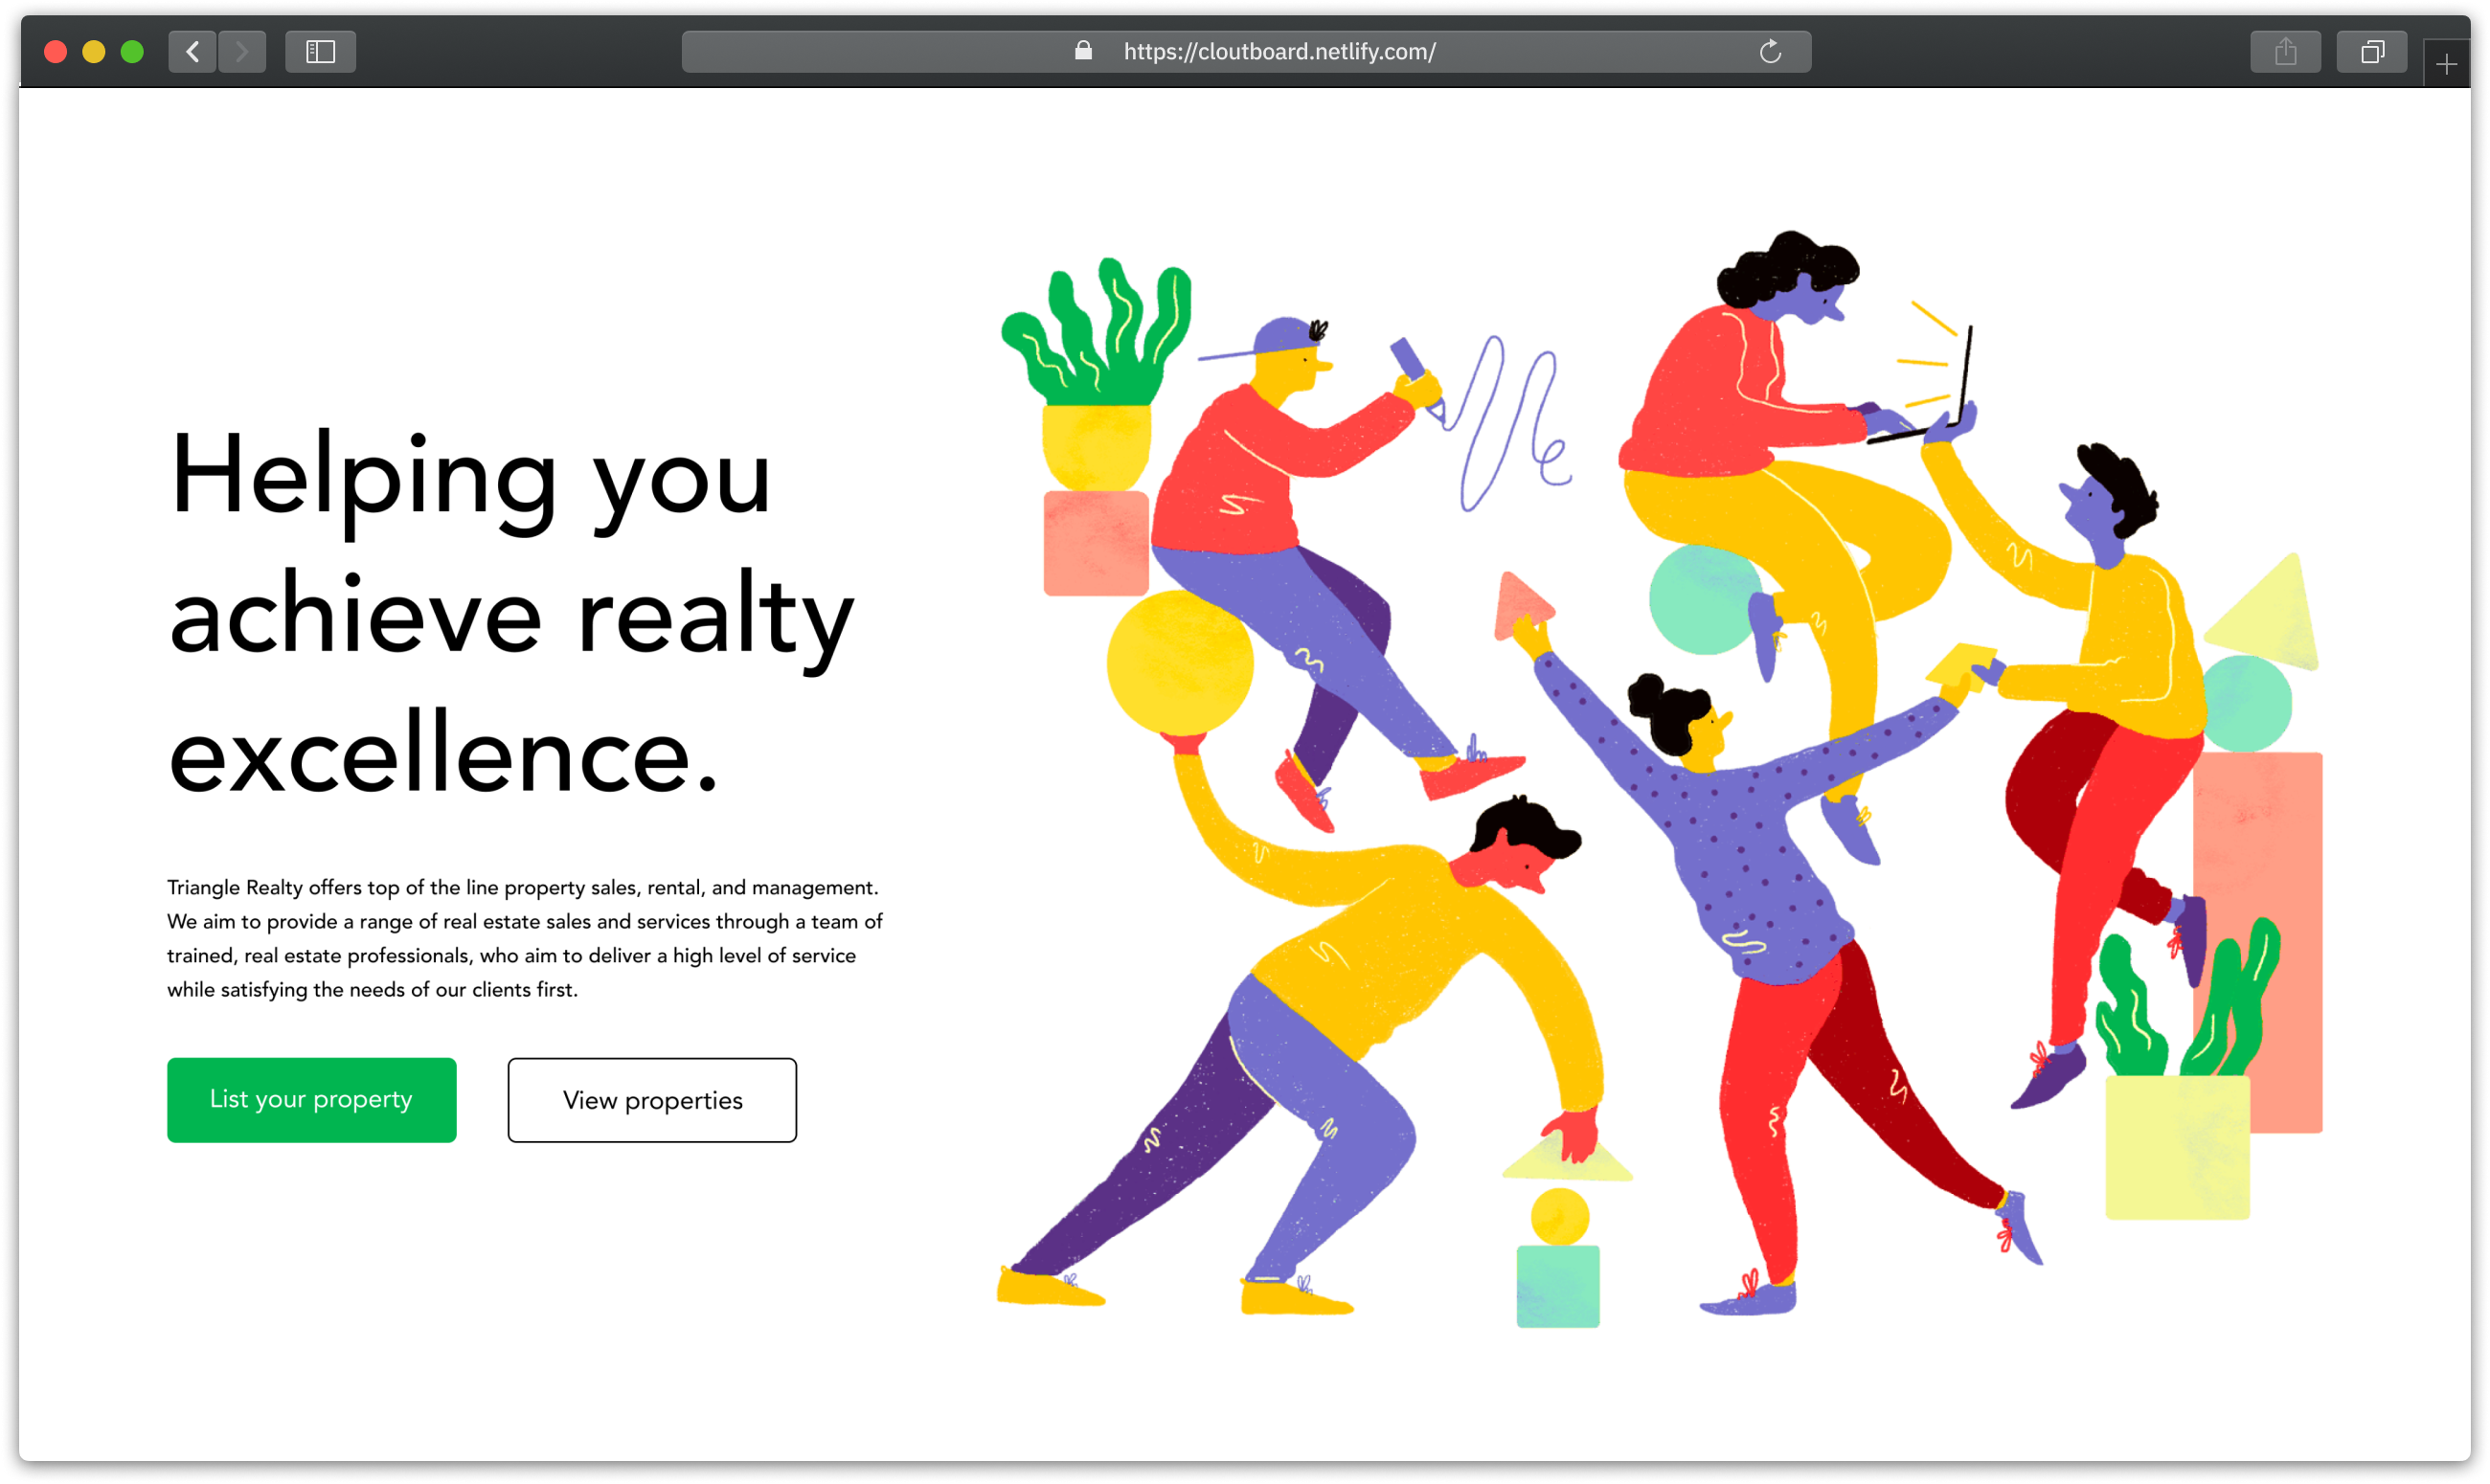 https://cloutboard.netlify.com/
Helping you
achieve realty
excellence.
Triangle Realty offers top of the line property sales, rental, and management.
We aim to provide a range of real estate sales and services through a team of
trained, real estate professionals, who aim to deliver a high level of service
while satisfying the needs of our clients first.
List your property
View properties